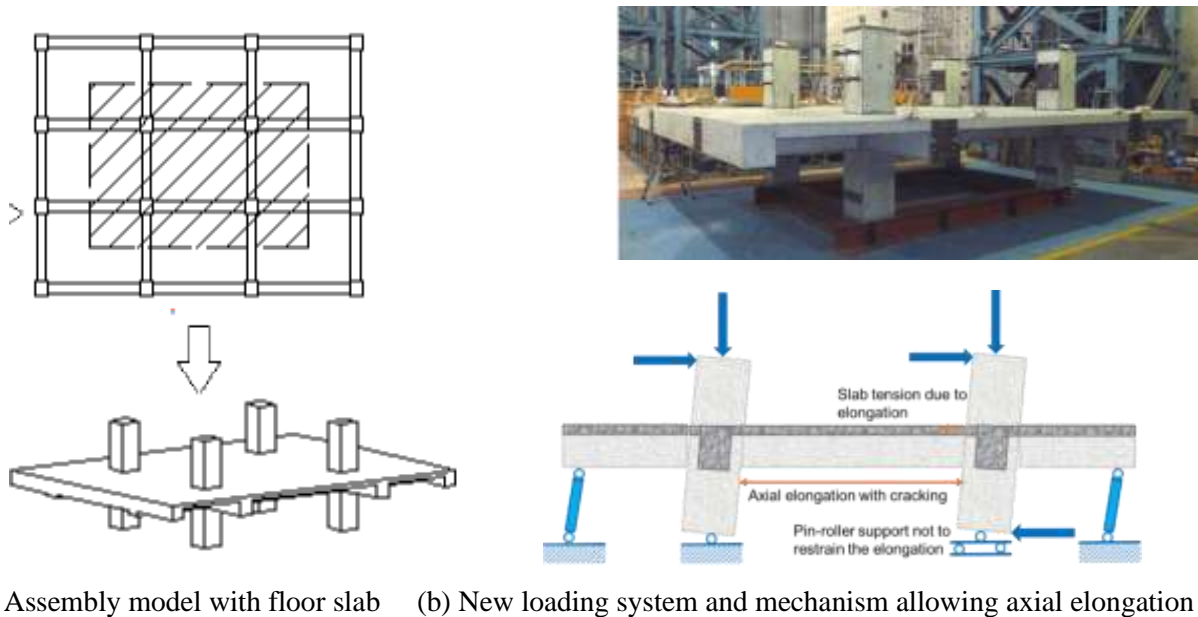 Slab tension due to
elongation
Axial elongation with cracking
Pin-roller support not to
restrain the elongation
Assembly model with floor slab (b) New loading system and mechanism allowing axial elongation